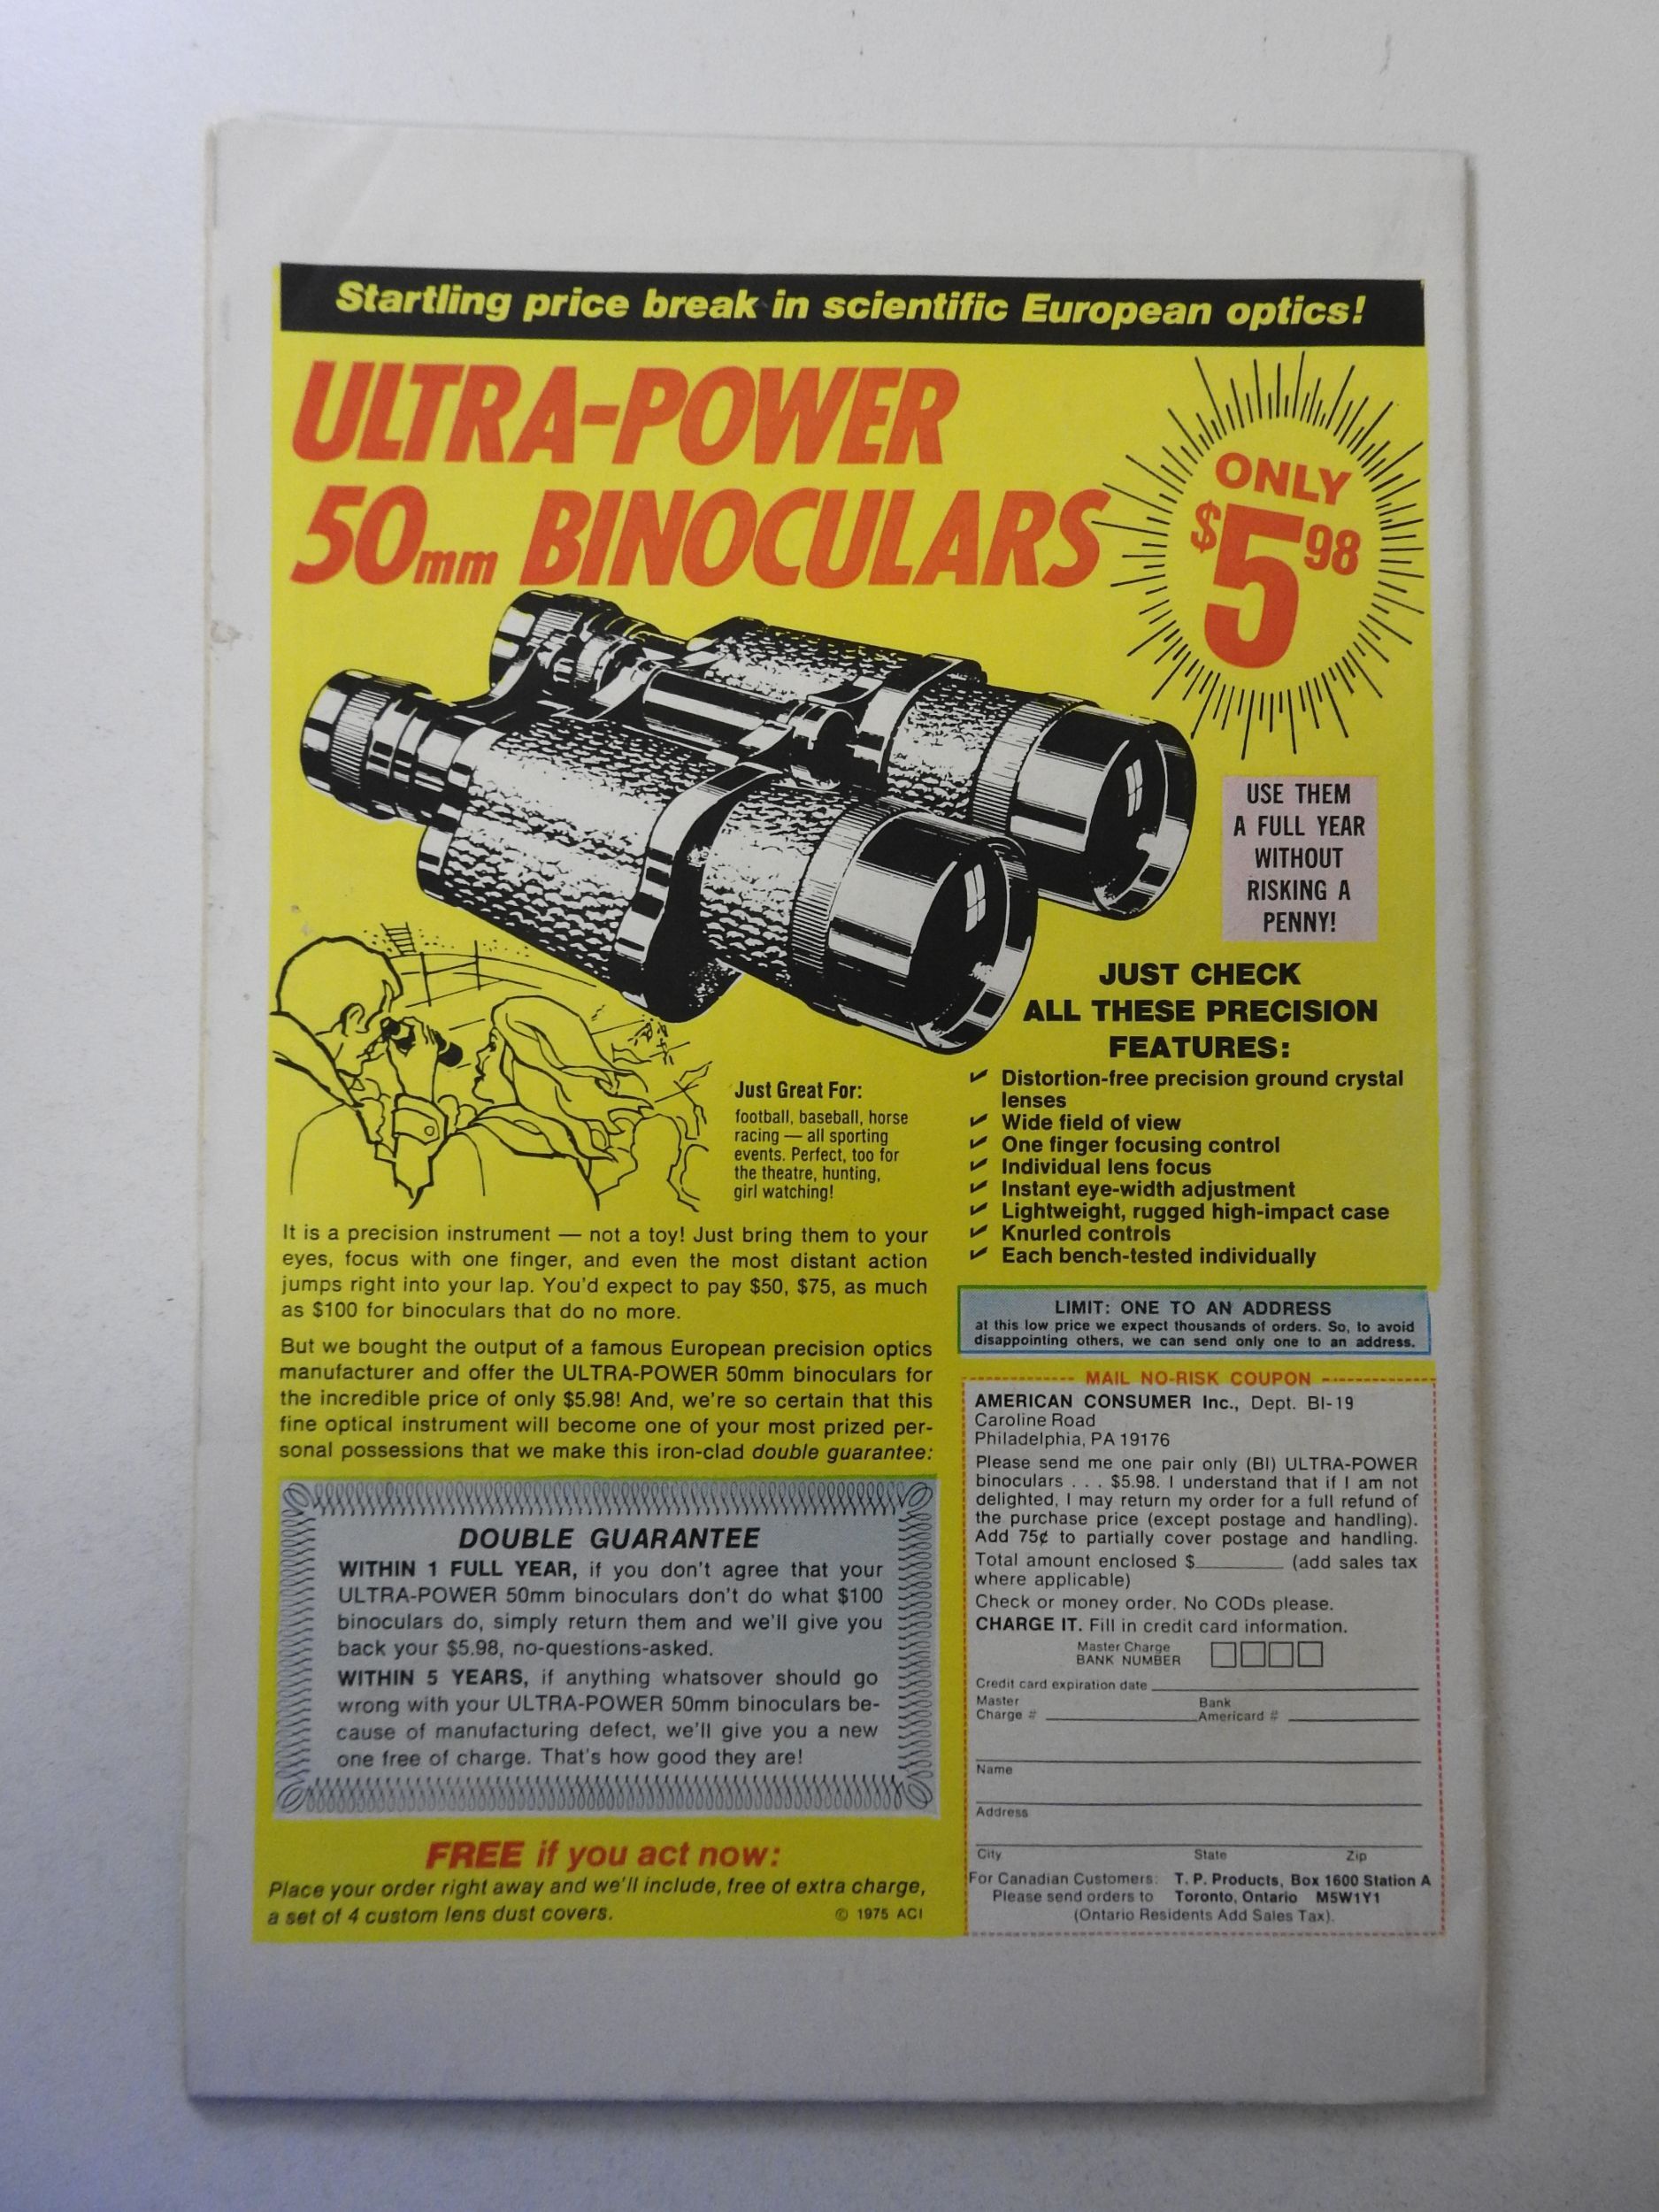 Startling price break in scientific European optics!
ULTRA-POWER
50mm BINOCULARS
ONLY
$5 98
USE THEM
A FULL YEAR
WITHOUT
RISKING A
PENNY!
JUST CHECK
ALL THESE PRECISION
FEATURES:
✔ Distortion-free precision ground crystal
lenses
✔ Wide field of view
✔ One finger focusing control
✔ Individual lens focus
✔ Instant eye-width adjustment
✔ Lightweight, rugged high-impact case
✔ Knurled controls
✔ Each bench-tested individually
Just Great For:
football, baseball, horse
racing — all sporting
events. Perfect, too for
the theatre, hunting,
girl watching!
It is a precision instrument — not a toy! Just bring them to your
eyes, focus with one finger, and even the most distant action
jumps right into your lap. You'd expect to pay $50, $75, as much
as $100 for binoculars that do no more.
But we bought the output of a famous European precision optics
manufacturer and offer the ULTRA-POWER 50mm binoculars for
the incredible price of only $5.98! And, we're so certain that this
fine optical instrument will become one of your most prized per-
sonal possessions that we make this iron-clad double guarantee:
DOUBLE GUARANTEE
WITHIN 1 FULL YEAR, if you don't agree that your
ULTRA-POWER 50mm binoculars don't do what $100
binoculars do, simply return them and we'll give you
back your $5.98, no-questions-asked.
WITHIN 5 YEARS, if anything whatsover should go
wrong with your ULTRA-POWER 50mm binoculars be-
cause of manufacturing defect, we'll give you a new
one free of charge. That's how good they are!
FREE if you act now:
Place your order right away and we'll include, free of extra charge,
a set of 4 custom lens dust covers.
© 1975 ACI
LIMIT: ONE TO AN ADDRESS
at this low price we expect thousands of orders. So, to avoid
disappointing others, we can send only one to an address.
MAIL NO-RISK COUPON
AMERICAN CONSUMER Inc., Dept. BI-19
Caroline Road
Philadelphia, PA 19176
Please send me one pair only (BI) ULTRA-POWER
binoculars . . . $5.98. I understand that if I am not
delighted, I may return my order for a full refund of
the purchase price (except postage and handling).
Add 75¢ to partially cover postage and handling.
Total amount enclosed $________ (add sales tax
where applicable)
Check or money order. No CODs please.
CHARGE IT. Fill in credit card information.
Master Charge
BANK NUMBER
Credit card expiration date
Master Bank
Charge # Americard #
Name
Address
City State Zip
For Canadian Customers: T. P. Products, Box 1600 Station A
Please send orders to Toronto, Ontario M5W1Y1
(Ontario Residents Add Sales Tax).